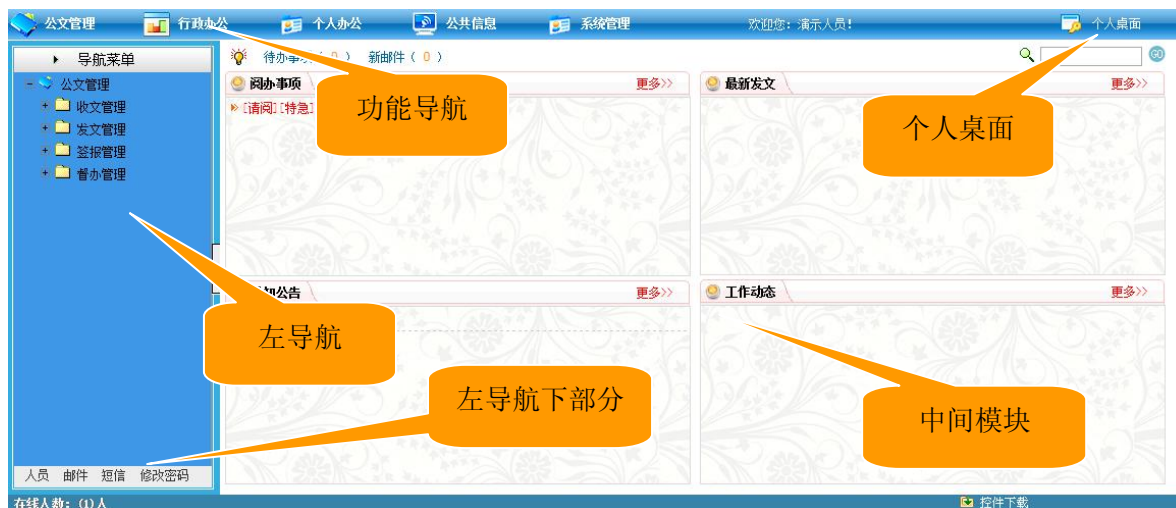 公文管理 行政办公 个人办公 公共信息 系统管理 欢迎您：演示人员! 个人桌面
导航菜单
待办事 ( 0 ) 新邮件 ( 0 )
GO
公文管理
收文管理
发文管理
签报管理
督办管理
阅办事项 更多>>
[请阅][特急]
最新发文 更多>>
功能导航
个人桌面
知公告 更多>>
工作动态 更多>>
左导航
左导航下部分
中间模块
人员 邮件 短信 修改密码
在线人数: (1)人 控件下载